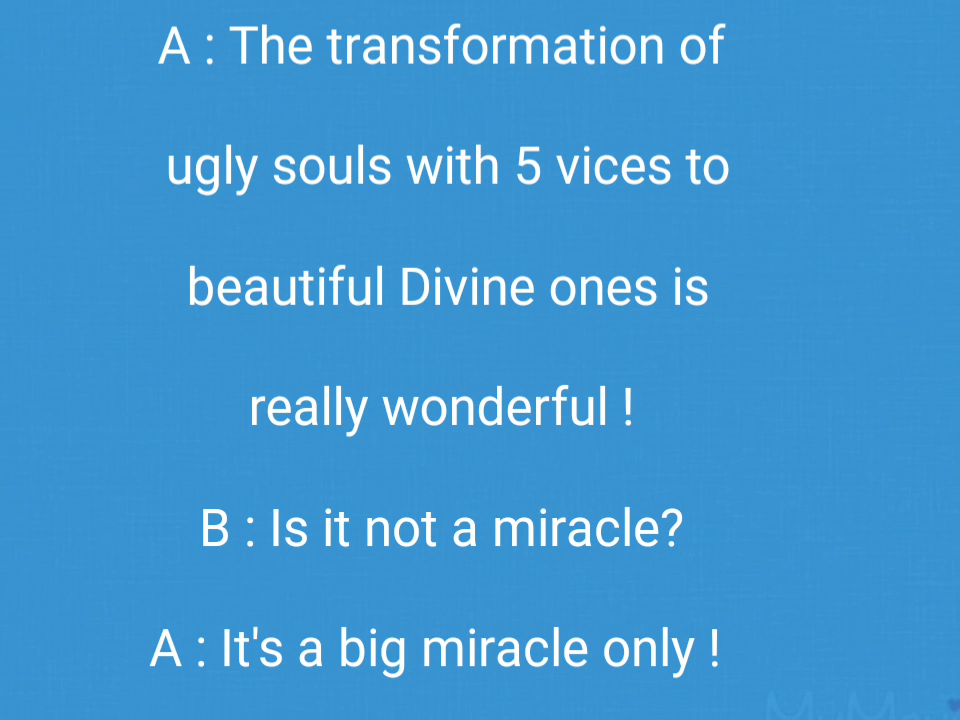 A : The transformation of
ugly souls with 5 vices to
beautiful Divine ones is
really wonderful !
B : Is it not a miracle?
A : It's a big miracle only !